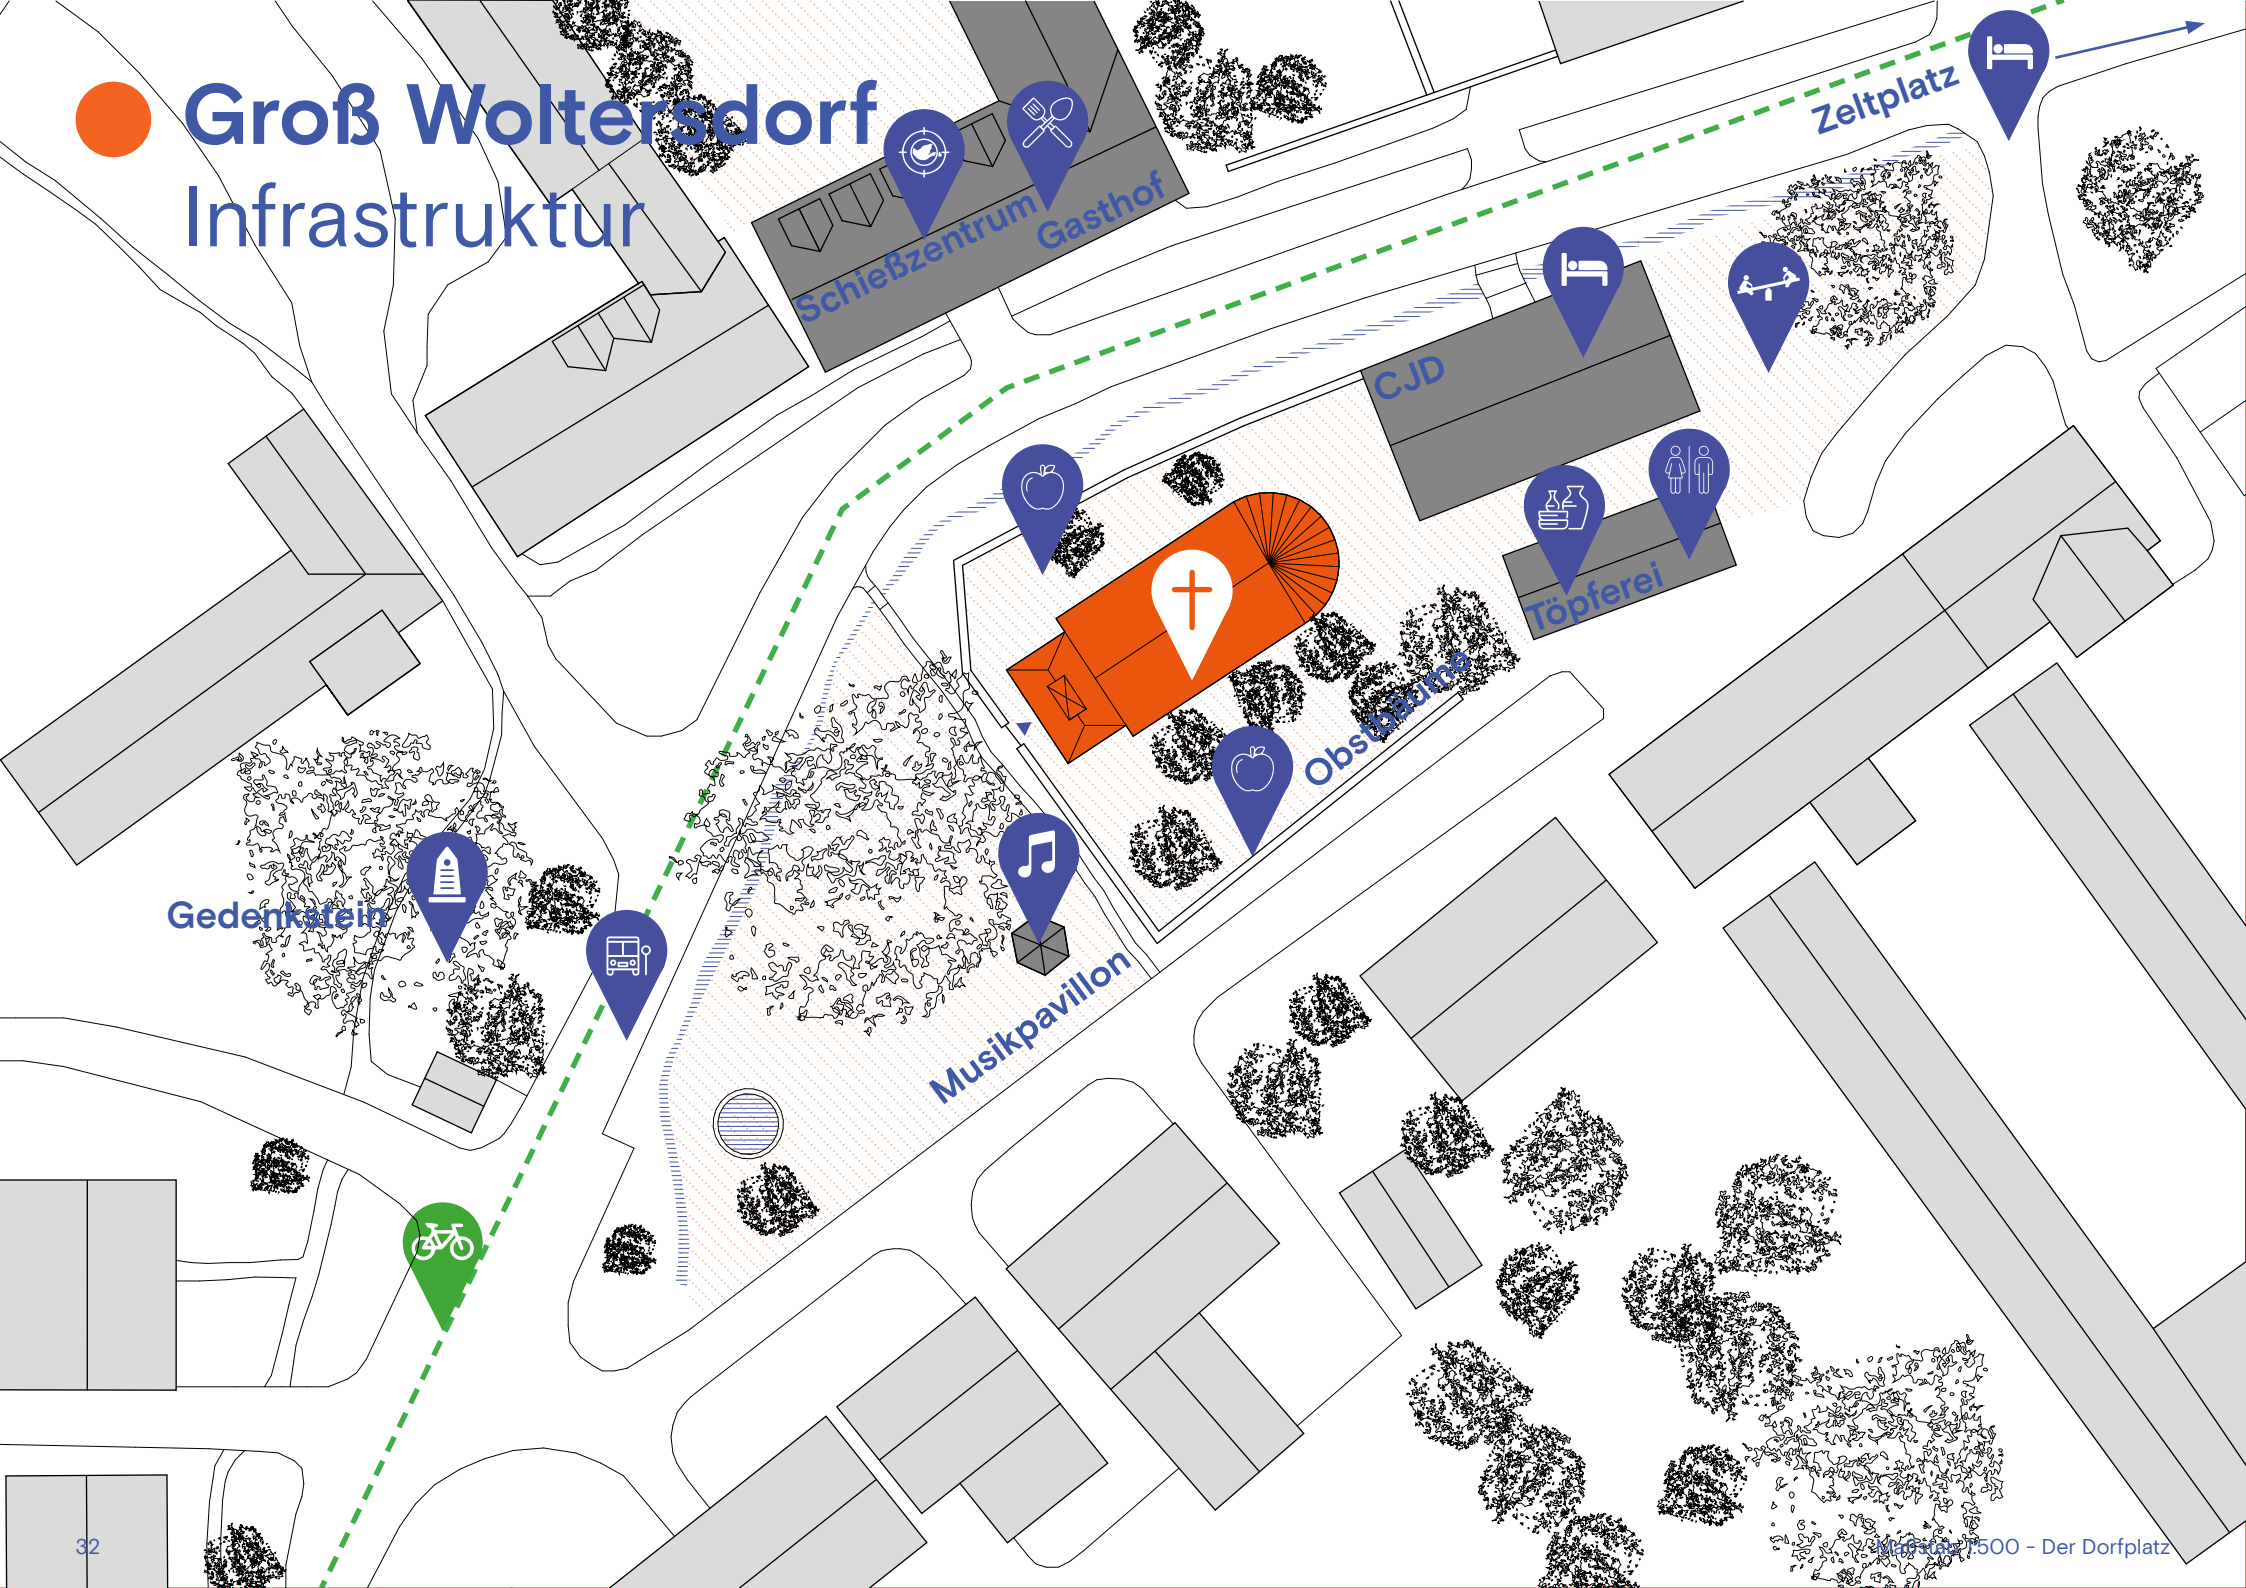 Groß Woltersdorf
Infrastruktur
Zeltplatz
Schießzentrum
Gasthof
CJD
Töpferei
Obstbäume
Gedenkstein
Musikpavillon
32
Maßstab 1:500 - Der Dorfplatz